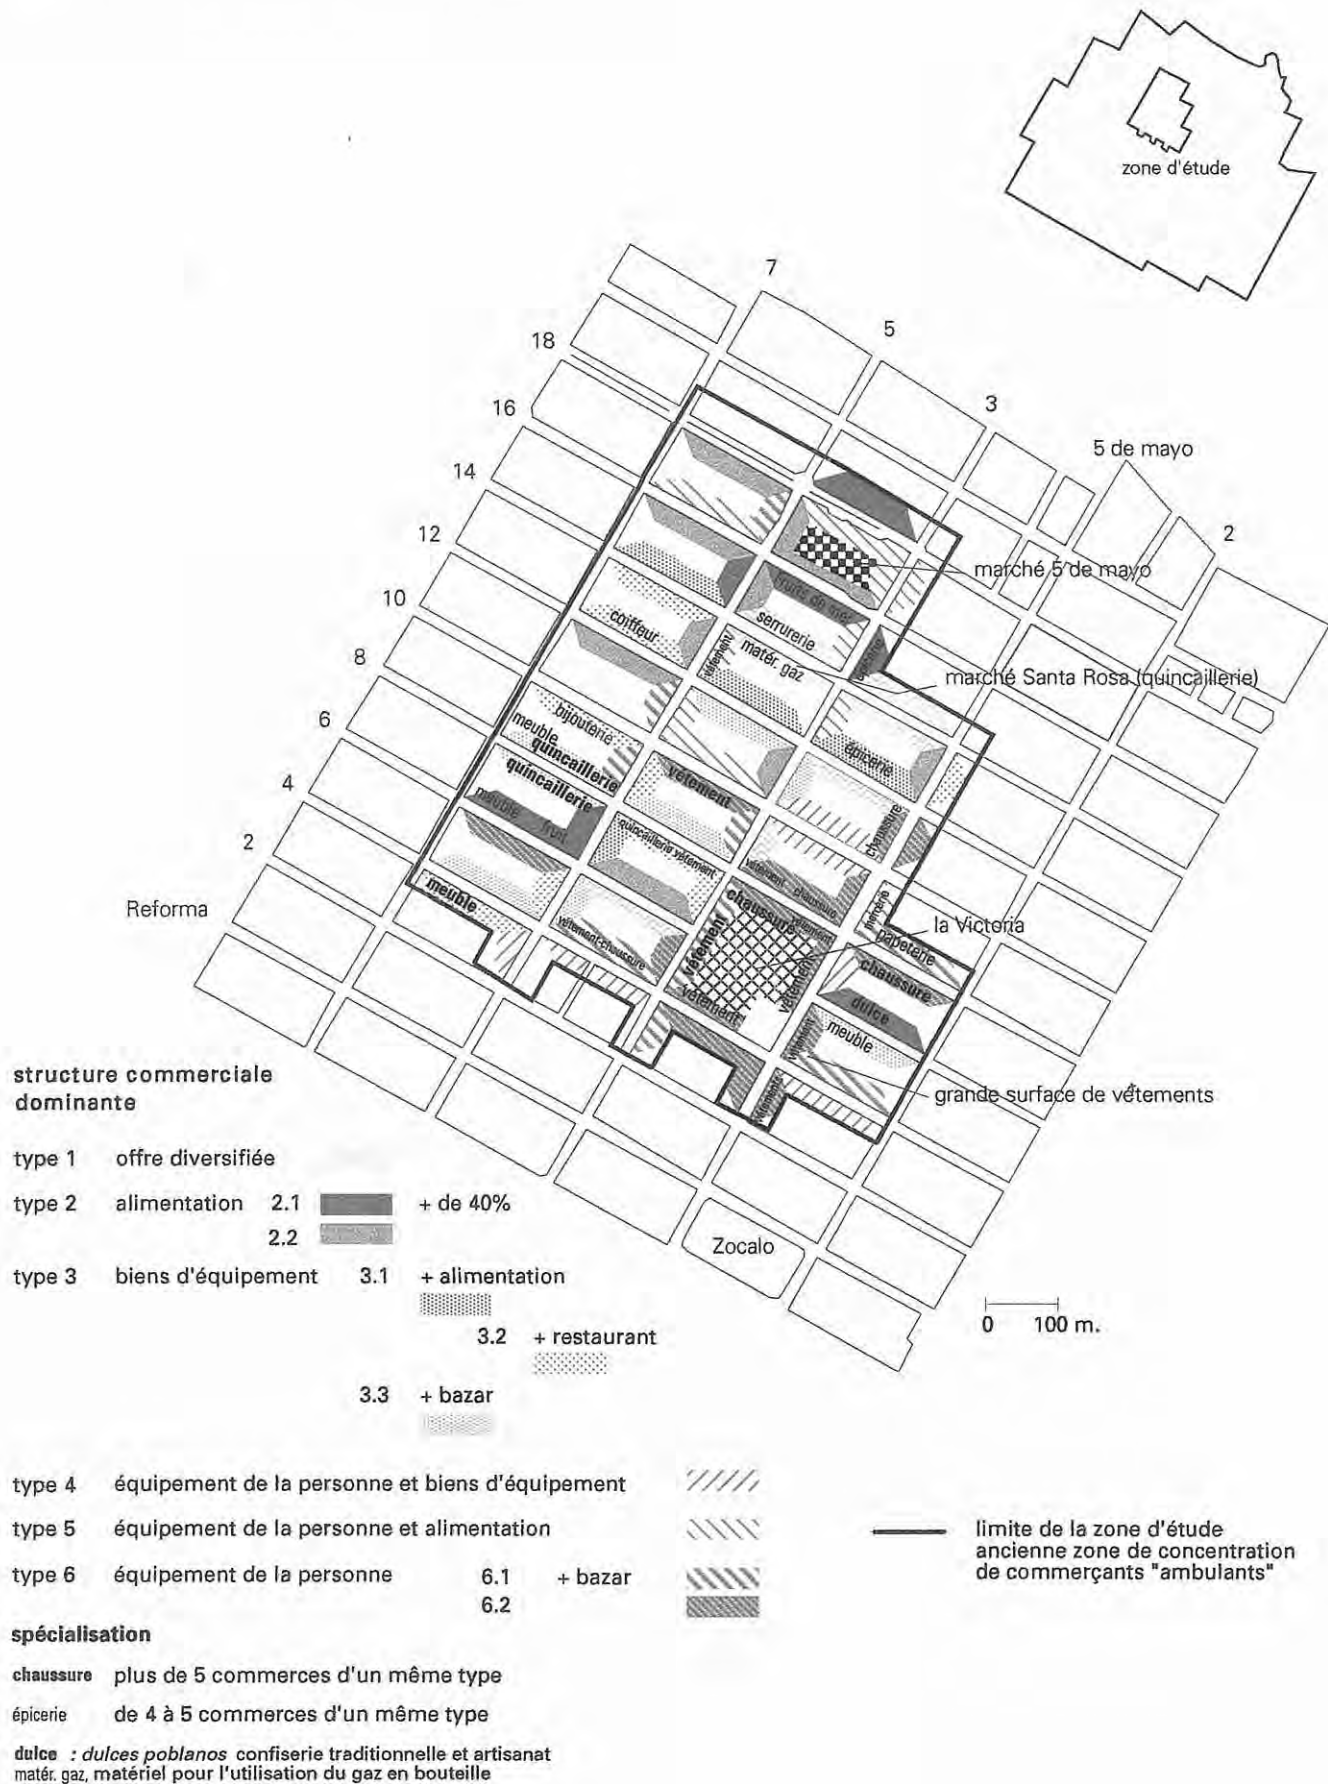 zone d'étude
7
5
18
3
16
5 de mayo
14
2
12
marché 5 de mayo
10
fruits de mer
serrurerie
coiffeur
8
vêtement
matér. gaz
épicerie
marché Santa Rosa (quincaillerie)
6
bijouterie
meuble
quincaillerie
épicerie
4
quincaillerie
vêtement
meuble fruit
chaussure
2
quincaillerie vêtement
vêtement chaussure
Reforma
meuble
chaussure
vêtement
mercerie
papeterie
la Victoria
vêtement-chaussure
vêtement
vêtement
chaussure
vêtement
dulce
meuble
vêtement
grande surface de vêtements
vêtements
Zocalo
0 100 m.
structure commerciale
dominante
type 1 offre diversifiée
type 2 alimentation 2.1 + de 40%
2.2
type 3 biens d'équipement 3.1 + alimentation
3.2 + restaurant
3.3 + bazar
type 4 équipement de la personne et biens d'équipement
type 5 équipement de la personne et alimentation
type 6 équipement de la personne 6.1 + bazar
6.2
limite de la zone d'étude
ancienne zone de concentration
de commerçants "ambulants"
spécialisation
chaussure plus de 5 commerces d'un même type
épicerie de 4 à 5 commerces d'un même type
dulce : dulces poblanos confiserie traditionnelle et artisanat
matér. gaz, matériel pour l'utilisation du gaz en bouteille